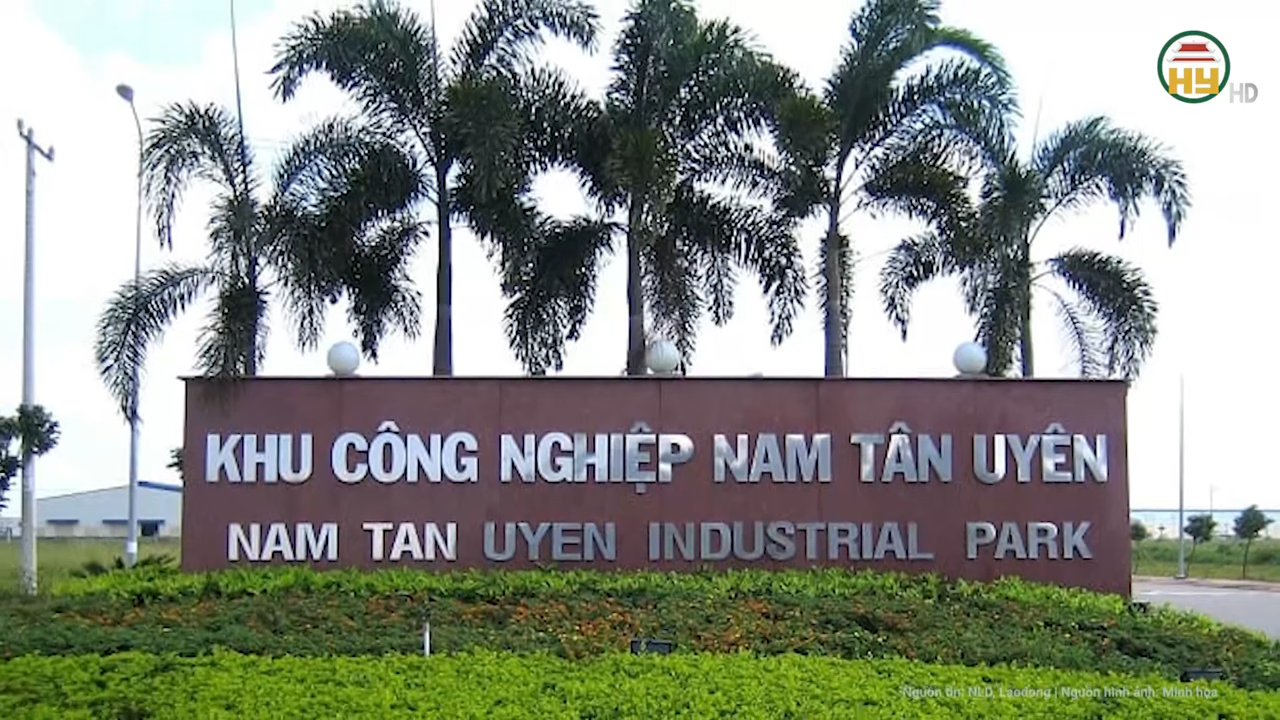 HY HD
KHU CÔNG NGHIỆP NAM TÂN UYÊN
NAM TAN UYEN INDUSTRIAL PARK
Nguồn tin: NLD, Laodong | Nguồn hình ảnh: Minh họa